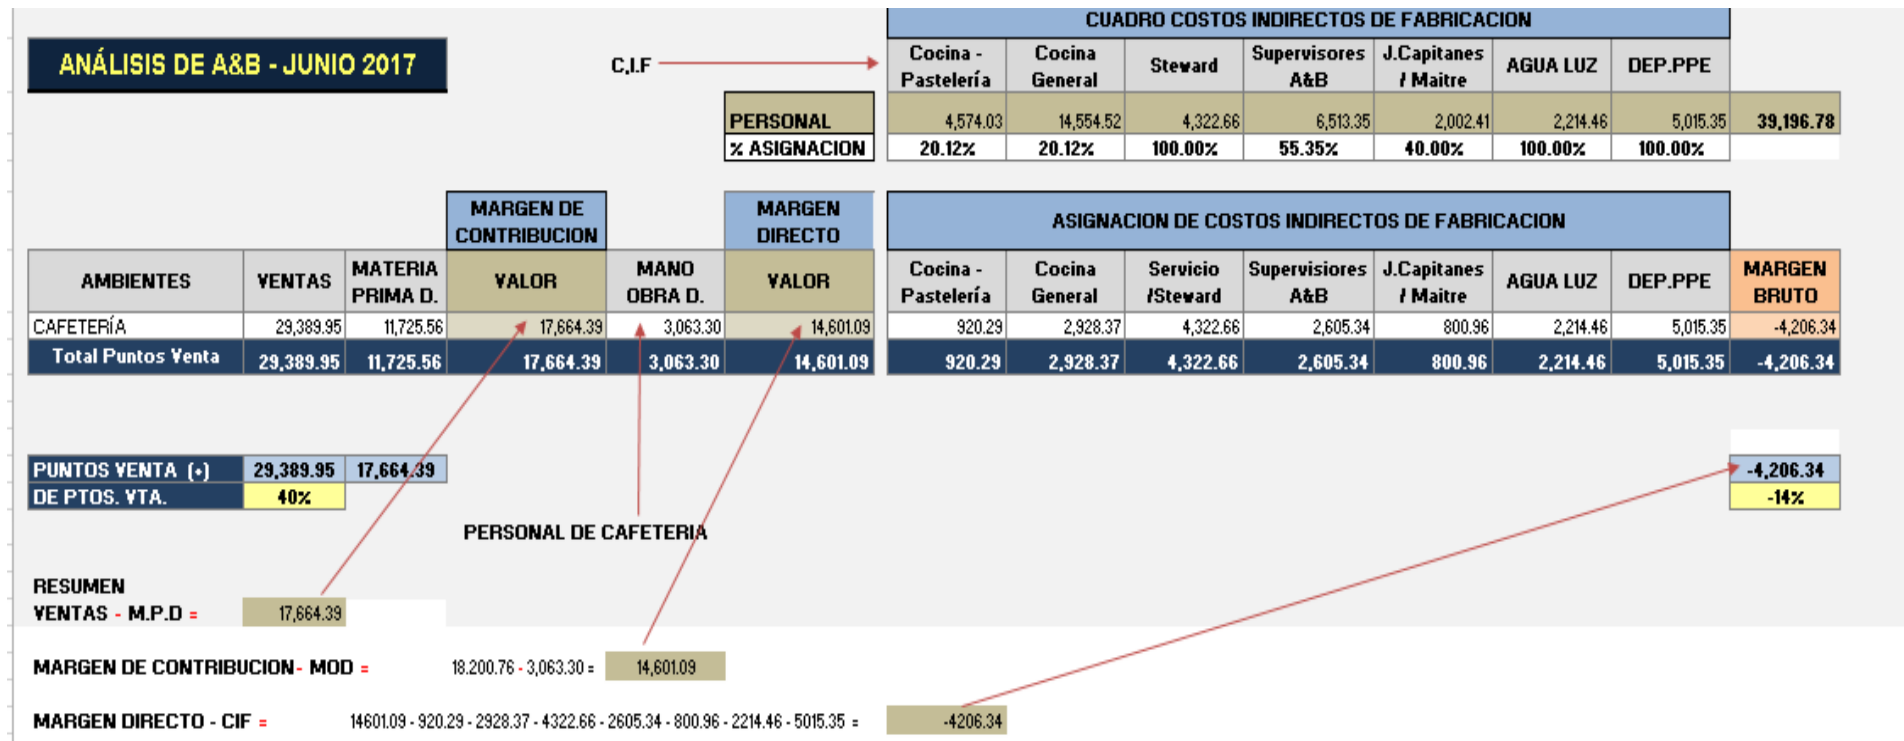 CUADRO COSTOS INDIRECTOS DE FABRICACION
ANÁLISIS DE A&B - JUNIO 2017
C,I.F
Cocina - Pastelería Cocina General Steward Supervisores A&B J.Capitanes / Maitre AGUA LUZ DEP.PPE
PERSONAL 4,574.03 14,554.52 4,322.66 6,513.35 2,002.41 2,214.46 5,015.35 39,196.78
% ASIGNACION 20.12% 20.12% 100.00% 55.35% 40.00% 100.00% 100.00%
MARGEN DE CONTRIBUCION MARGEN DIRECTO ASIGNACION DE COSTOS INDIRECTOS DE FABRICACION
AMBIENTES VENTAS MATERIA PRIMA D. VALOR MANO OBRA D. VALOR Cocina - Pastelería Cocina General Servicio /Steward Supervisiores A&B J.Capitanes / Maitre AGUA LUZ DEP.PPE MARGEN BRUTO
CAFETERÍA 29,389.95 11,725.56 17,664.39 3,063.30 14,601.09 920.29 2,928.37 4,322.66 2,605.34 800.96 2,214.46 5,015.35 -4,206.34
Total Puntos Venta 29,389.95 11,725.56 17,664.39 3,063.30 14,601.09 920.29 2,928.37 4,322.66 2,605.34 800.96 2,214.46 5,015.35 -4,206.34
PUNTOS VENTA (+) 29,389.95 17,664.39 -4,206.34
DE PTOS. VTA. 40% -14%
PERSONAL DE CAFETERIA
RESUMEN
VENTAS - M.P.D = 17,664.39
MARGEN DE CONTRIBUCION- MOD = 18.200.76 - 3,063.30 = 14,601.09
MARGEN DIRECTO - CIF = 14601.09 - 920.29 - 2928.37 - 4322.66 - 2605.34 - 800.96 - 2214.46 - 5015.35 = -4206.34